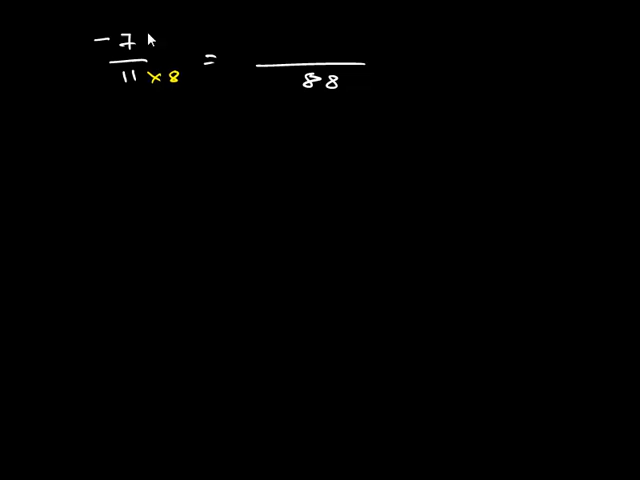 - 7
11 × 8 =
88